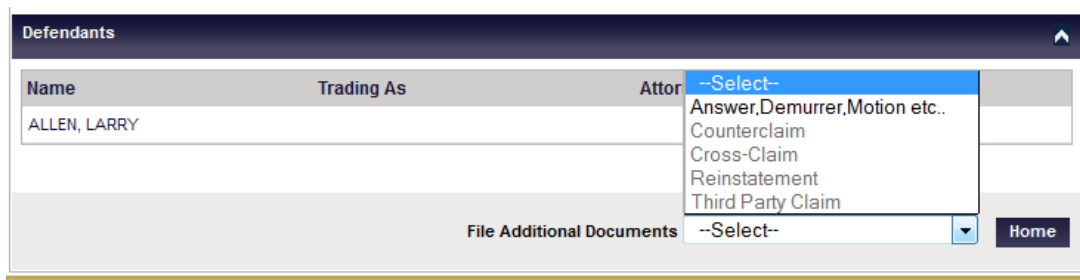 Defendants
Name Trading As Attor
--Select--
Answer,Demurrer,Motion etc..
ALLEN, LARRY
Counterclaim
Cross-Claim
Reinstatement
Third Party Claim
File Additional Documents --Select-- Home